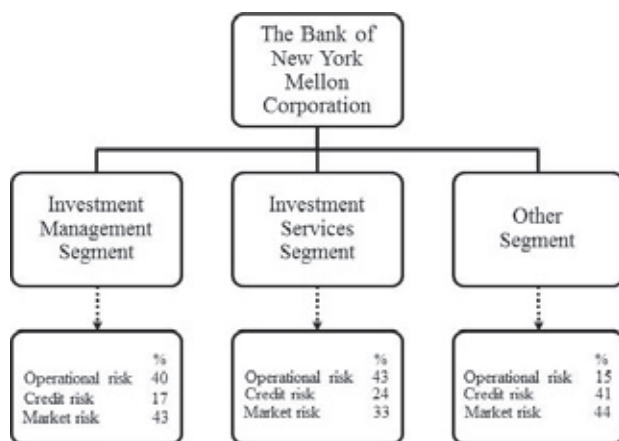 The Bank of
New York
Mellon
Corporation
Investment
Management
Segment
Investment
Services
Segment
Other
Segment
%
Operational risk 40
Credit risk 17
Market risk 43
%
Operational risk 43
Credit risk 24
Market risk 33
%
Operational risk 15
Credit risk 41
Market risk 44